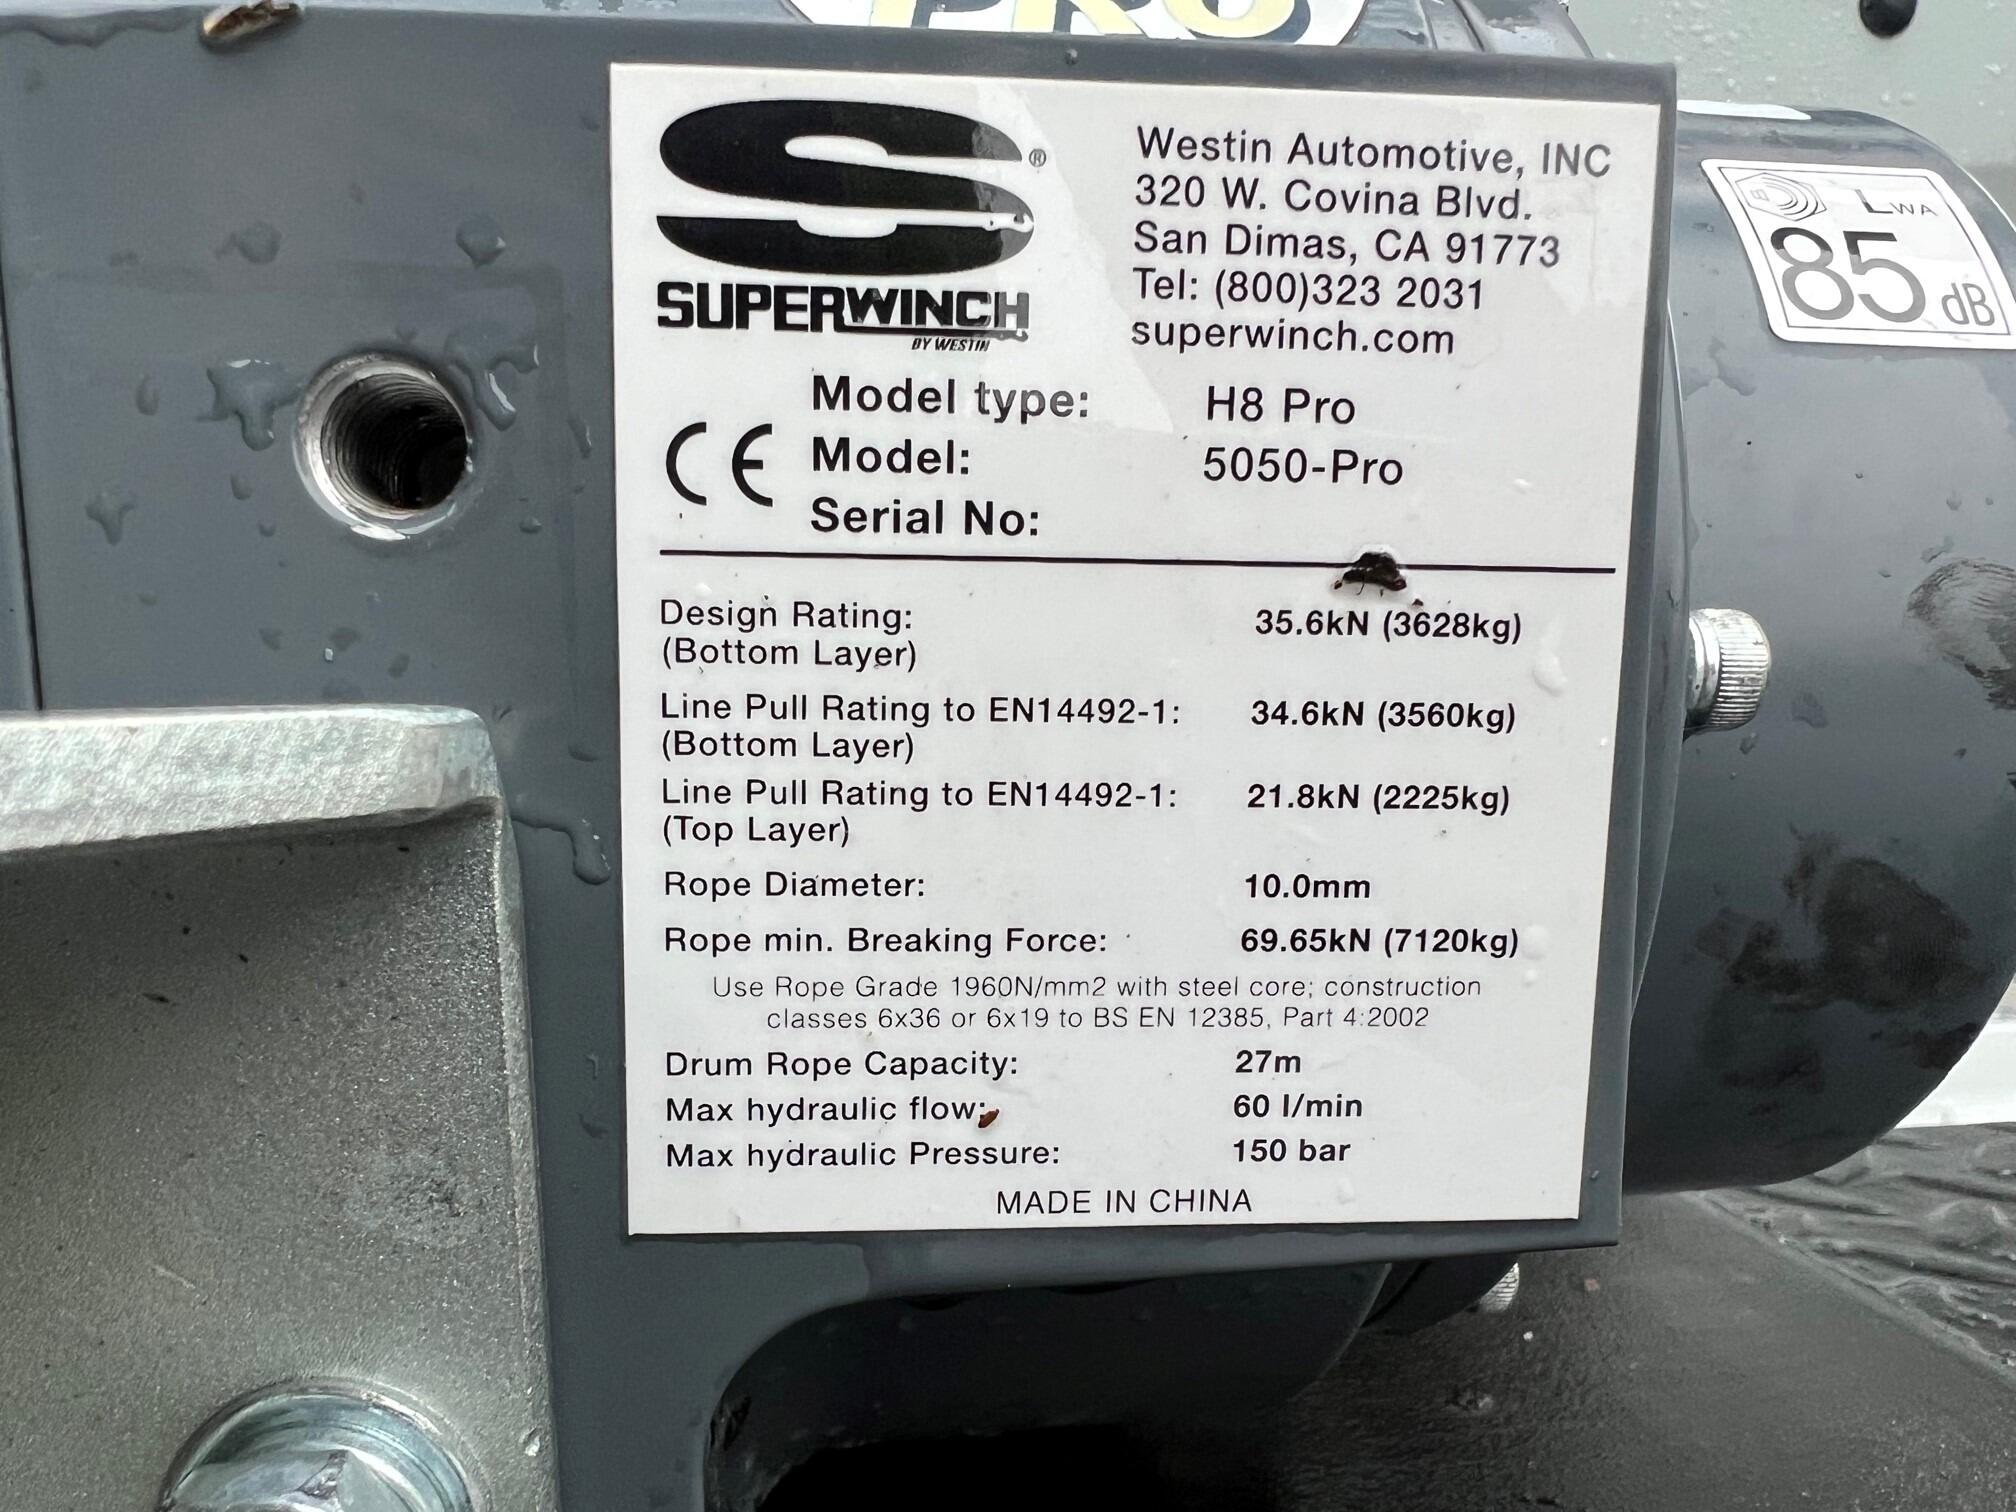 PRO
S®
SUPERWINCH
BY WESTIN
Westin Automotive, INC
320 W. Covina Blvd.
San Dimas, CA 91773
Tel: (800)323 2031
superwinch.com
LWA
85 dB
CE
Model type: H8 Pro
Model: 5050-Pro
Serial No:
Design Rating: 35.6kN (3628kg)
(Bottom Layer)
Line Pull Rating to EN14492-1: 34.6kN (3560kg)
(Bottom Layer)
Line Pull Rating to EN14492-1: 21.8kN (2225kg)
(Top Layer)
Rope Diameter: 10.0mm
Rope min. Breaking Force: 69.65kN (7120kg)
Use Rope Grade 1960N/mm2 with steel core; construction
classes 6x36 or 6x19 to BS EN 12385, Part 4:2002
Drum Rope Capacity: 27m
Max hydraulic flow: 60 l/min
Max hydraulic Pressure: 150 bar
MADE IN CHINA